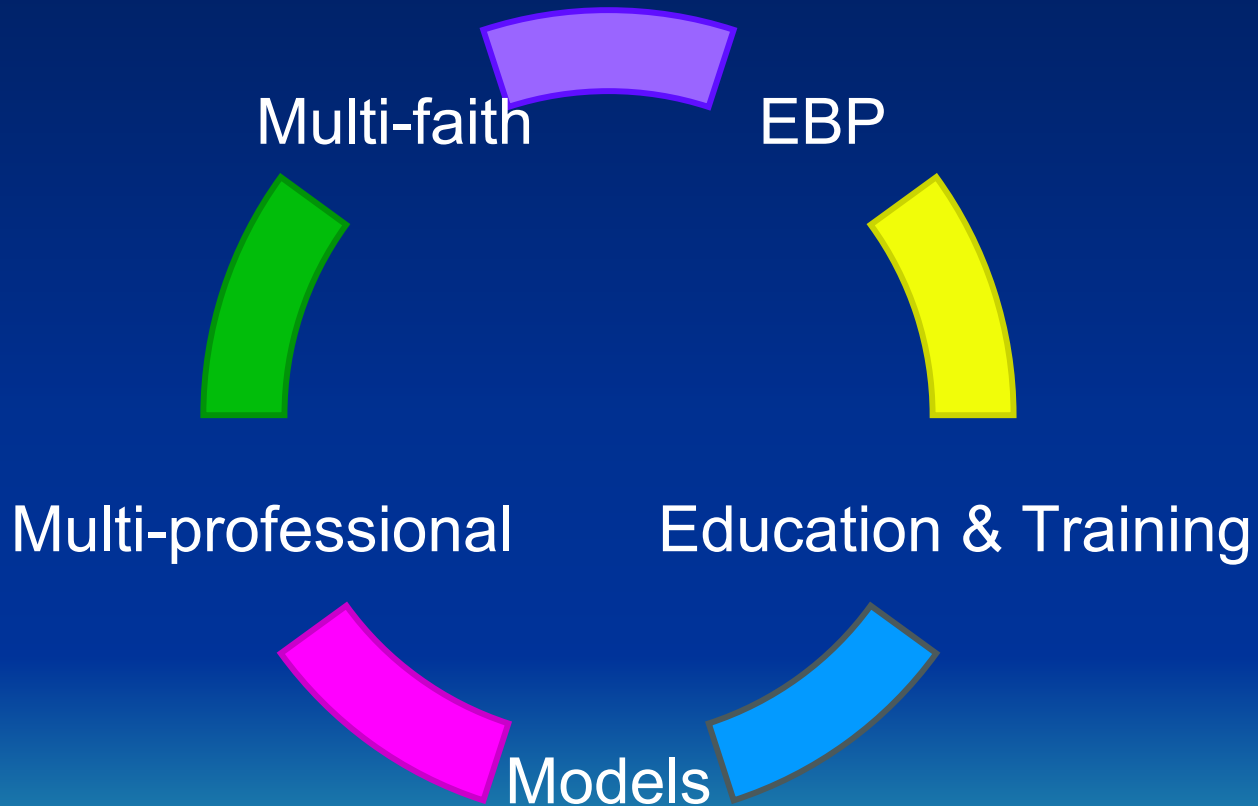 Multi-faith
EBP
Multi-professional
Education & Training
Models